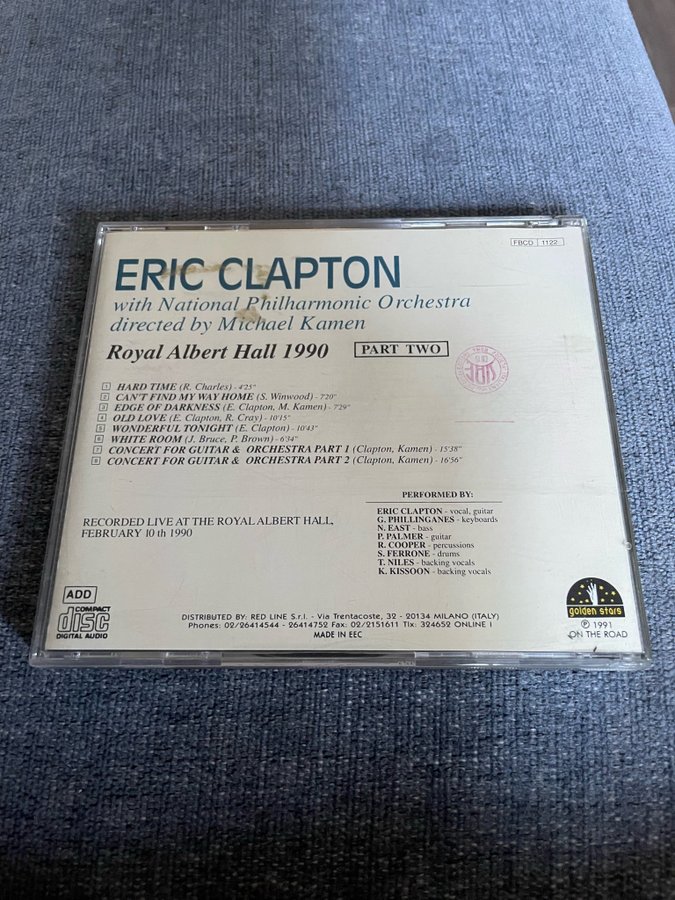 FBCD 1122
ERIC CLAPTON
with National Philharmonic Orchestra
directed by Michael Kamen
Royal Albert Hall 1990 PART TWO
1 HARD TIME (R. Charles) - 4'25"
2 CAN'T FIND MY WAY HOME (S. Winwood) - 7'20"
3 EDGE OF DARKNESS (E. Clapton, M. Kamen) - 7'29"
4 OLD LOVE (E. Clapton, R. Cray) - 10'15"
5 WONDERFUL TONIGHT (E. Clapton) - 10'43"
6 WHITE ROOM (J. Bruce, P. Brown) - 6'34"
7 CONCERT FOR GUITAR & ORCHESTRA PART 1 (Clapton, Kamen) - 15'38"
8 CONCERT FOR GUITAR & ORCHESTRA PART 2 (Clapton, Kamen) - 16'56"
RECORDED LIVE AT THE ROYAL ALBERT HALL,
FEBRUARY 10 th 1990
PERFORMED BY:
ERIC CLAPTON - vocal, guitar
G. PHILLINGANES - keyboards
N. EAST - bass
P. PALMER - guitar
R. COOPER - percussions
S. FERRONE - drums
T. NILES - backing vocals
K. KISSOON - backing vocals
ADD
COMPACT
disc
DIGITAL AUDIO
DISTRIBUTED BY: RED LINE S.r.l. - Via Trentacoste, 32 - 20134 MILANO (ITALY)
Phones: 02/26414544 - 26414752 Fax: 02/2151611 Tlx: 324652 ONLINE I
MADE IN EEC
golden stars
℗ 1991
ON THE ROAD